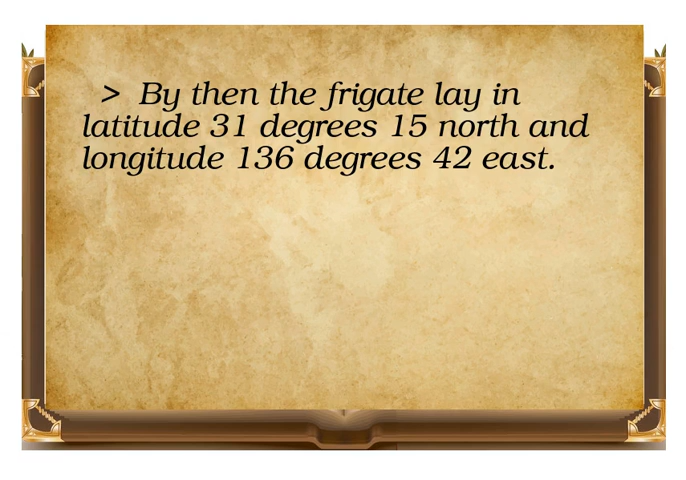 > By then the frigate lay in
latitude 31 degrees 15 north and
longitude 136 degrees 42 east.